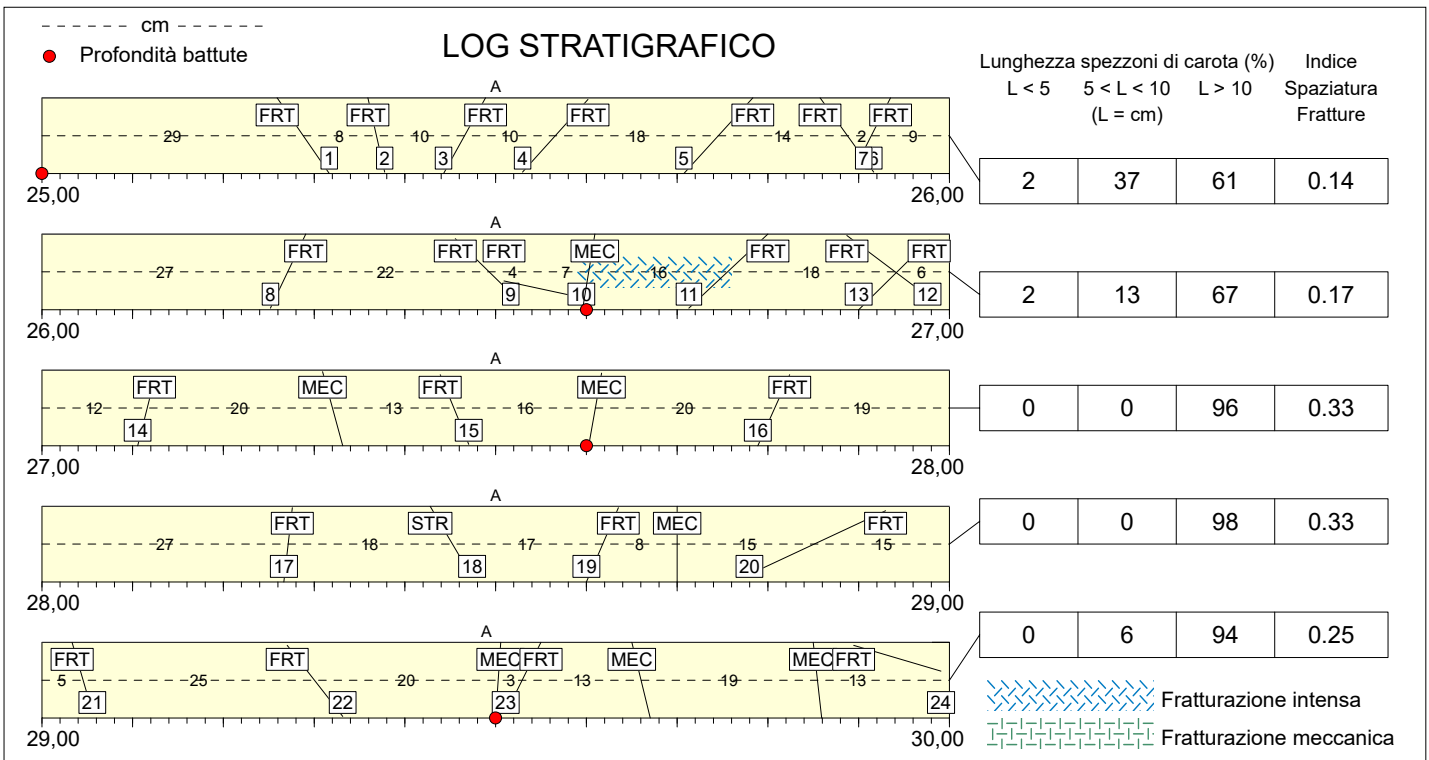 cm
Profondità battute
LOG STRATIGRAFICO
Lunghezza spezzoni di carota (%) Indice
L < 5 5 < L < 10 L > 10 Spaziatura
(L = cm) Fratture
A
FRT FRT FRT FRT FRT FRT FRT
29 8 10 10 18 14 2 9
1 2 3 4 5 7 6
25,00 26,00
2 37 61 0.14
A
FRT FRT FRT MEC FRT FRT FRT
27 22 4 7 16 18 6
8 9 10 11 13 12
26,00 27,00
2 13 67 0.17
A
FRT MEC FRT MEC FRT
12 20 13 16 20 19
14 15 16
27,00 28,00
0 0 96 0.33
A
FRT STR FRT MEC FRT
27 18 17 8 15 15
17 18 19 20
28,00 29,00
0 0 98 0.33
A
FRT FRT MEC FRT MEC MEC FRT
5 25 20 3 13 19 13
21 22 23 24
29,00 30,00
0 6 94 0.25
Fratturazione intensa
Fratturazione meccanica